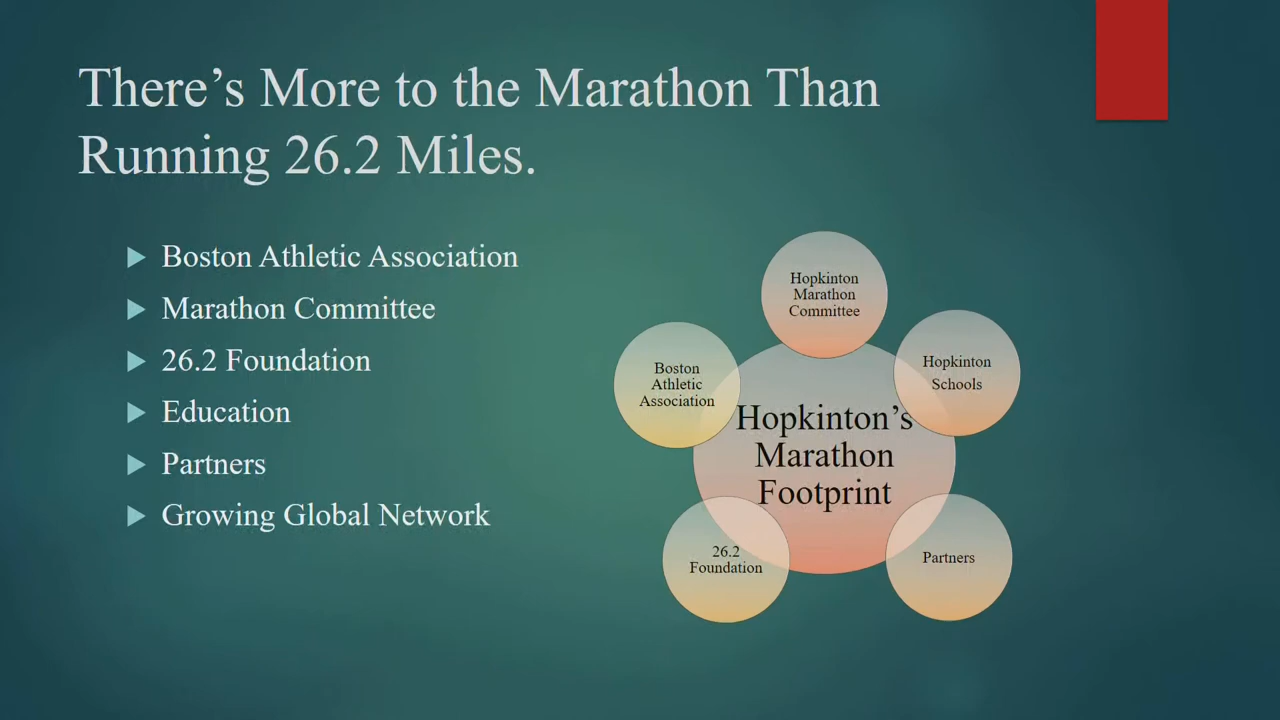 There’s More to the Marathon Than
Running 26.2 Miles.
Boston Athletic Association
Marathon Committee
26.2 Foundation
Education
Partners
Growing Global Network
Hopkinton
Marathon
Committee
Hopkinton
Schools
Boston
Athletic
Association
Hopkinton’s
Marathon
Footprint
26.2
Foundation
Partners